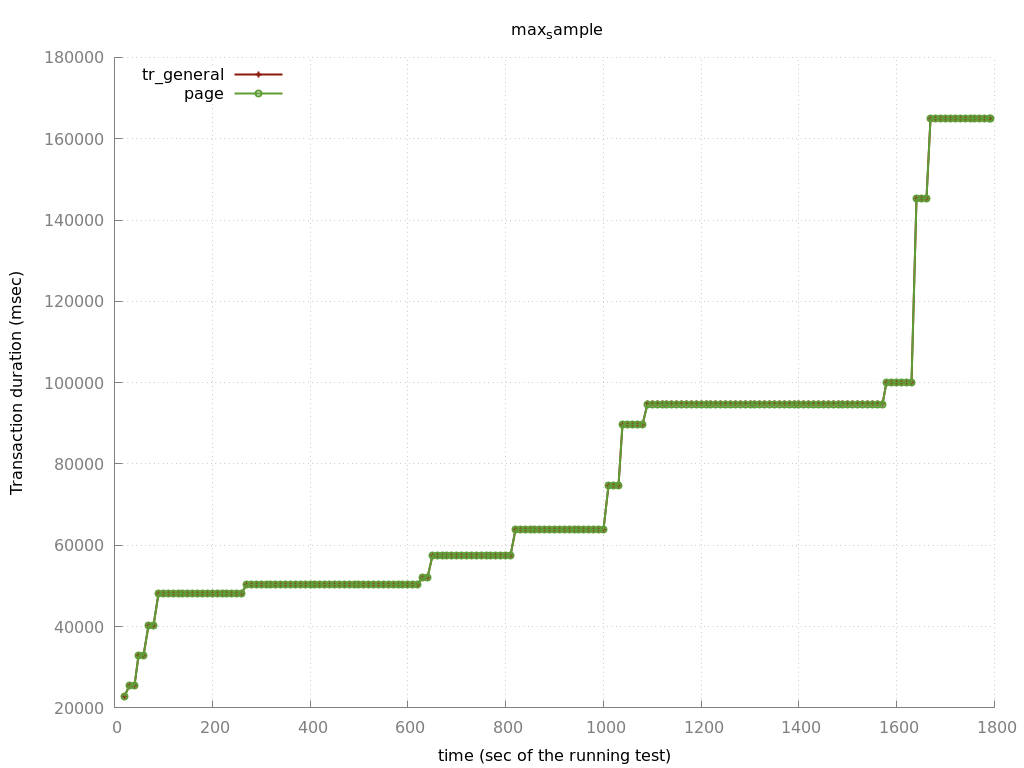 max_sample
tr_general
page
180000
160000
140000
120000
100000
80000
60000
40000
20000
Transaction duration (msec)
0 200 400 600 800 1000 1200 1400 1600 1800
time (sec of the running test)